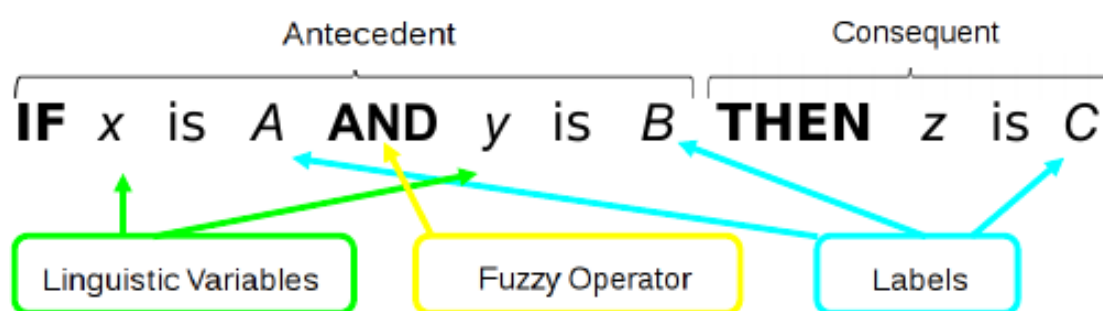 Antecedent Consequent
IF x is A AND y is B THEN z is C
Linguistic Variables Fuzzy Operator Labels